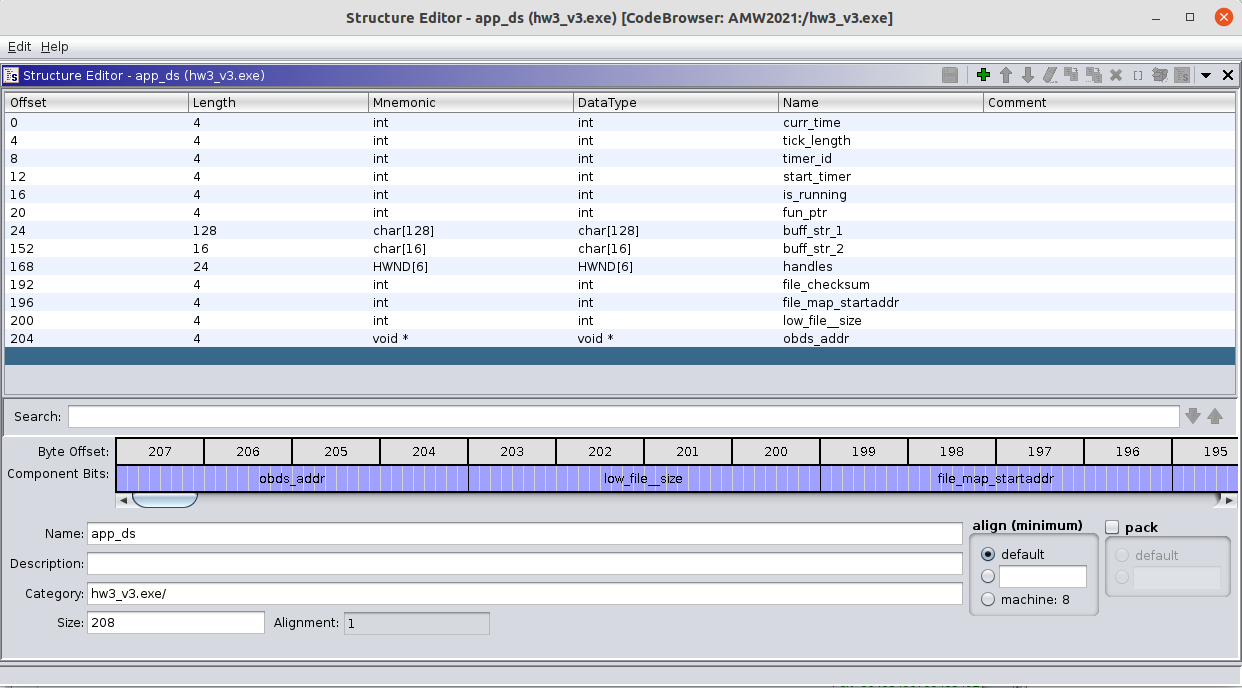 Structure Editor - app_ds (hw3_v3.exe) [CodeBrowser: AMW2021:/hw3_v3.exe]
Edit Help
Structure Editor - app_ds (hw3_v3.exe)
Offset Length Mnemonic DataType Name Comment
0 4 int int curr_time
4 4 int int tick_length
8 4 int int timer_id
12 4 int int start_timer
16 4 int int is_running
20 4 int int fun_ptr
24 128 char[128] char[128] buff_str_1
152 16 char[16] char[16] buff_str_2
168 24 HWND[6] HWND[6] handles
192 4 int int file_checksum
196 4 int int file_map_startaddr
200 4 int int low_file__size
204 4 void * void * obds_addr
Search:
Byte Offset: 207 206 205 204 203 202 201 200 199 198 197 196 195
Component Bits: obds_addr low_file__size file_map_startaddr
Name: app_ds
Description:
Category: hw3_v3.exe/
Size: 208 Alignment: 1
align (minimum)
default
machine: 8
pack
default